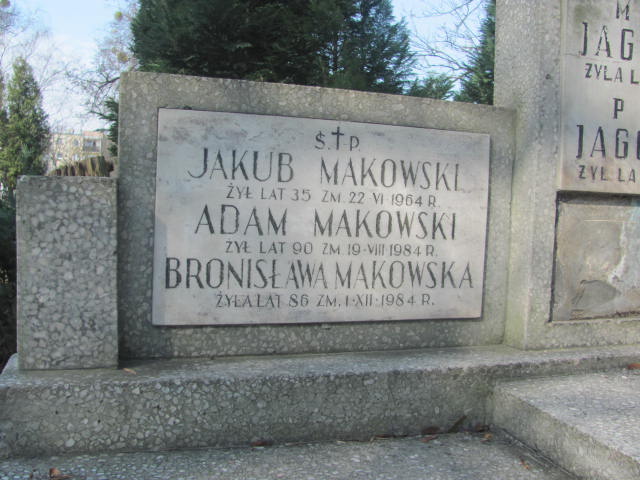 Ś. † P.
JAKUB MAKOWSKI
ŻYŁ LAT 35 ZM. 22·VI·1964 R.
ADAM MAKOWSKI
ŻYŁ LAT 90 ZM. 19·VIII·1984 R.
BRONISŁAWA MAKOWSKA
ŻYŁA LAT 86 ZM. 1·XII·1984 R.